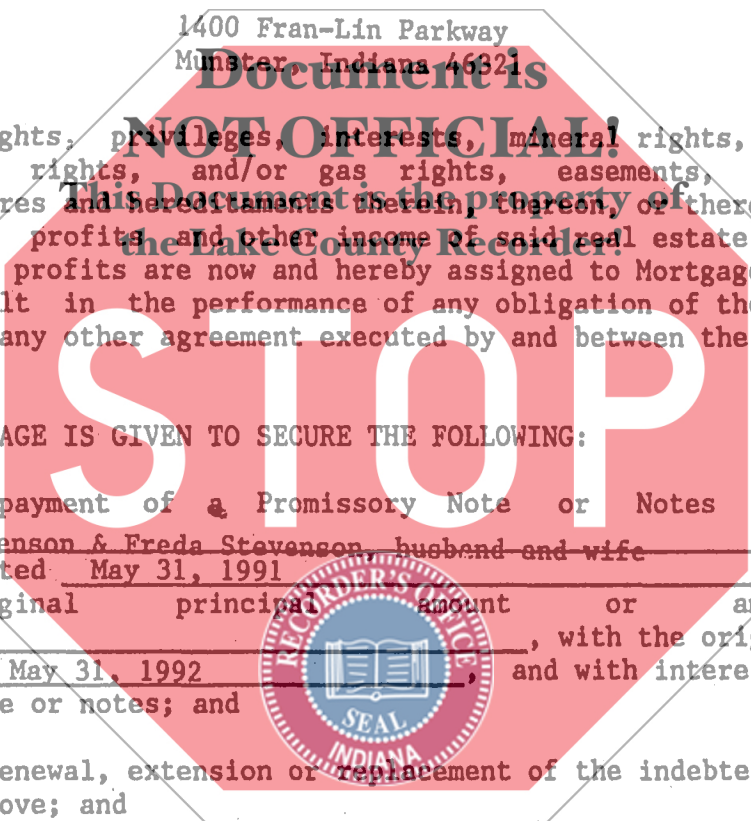 1400 Fran-Lin Parkway
Munster, Indiana 46321
Document is
NOT OFFICIAL!
This Document is the property of
the Lake County Recorder!
ghts, privileges, interests, mineral rights,
rights, and/or gas rights, easements,
res and hereditaments therein, thereon, or there
profits and other income of said real estate
profits are now and hereby assigned to Mortgage
lt in the performance of any obligation of the
any other agreement executed by and between the
STOP
AGE IS GIVEN TO SECURE THE FOLLOWING:
payment of a Promissory Note or Notes
enson & Freda Stevenson, husband and wife
ted May 31, 1991
ginal principal amount or a
, with the orig
May 31, 1992, and with intere
e or notes; and
RECORDER'S OFFICE
SEAL
INDIANA
enewal, extension or replacement of the indebte
ove; and